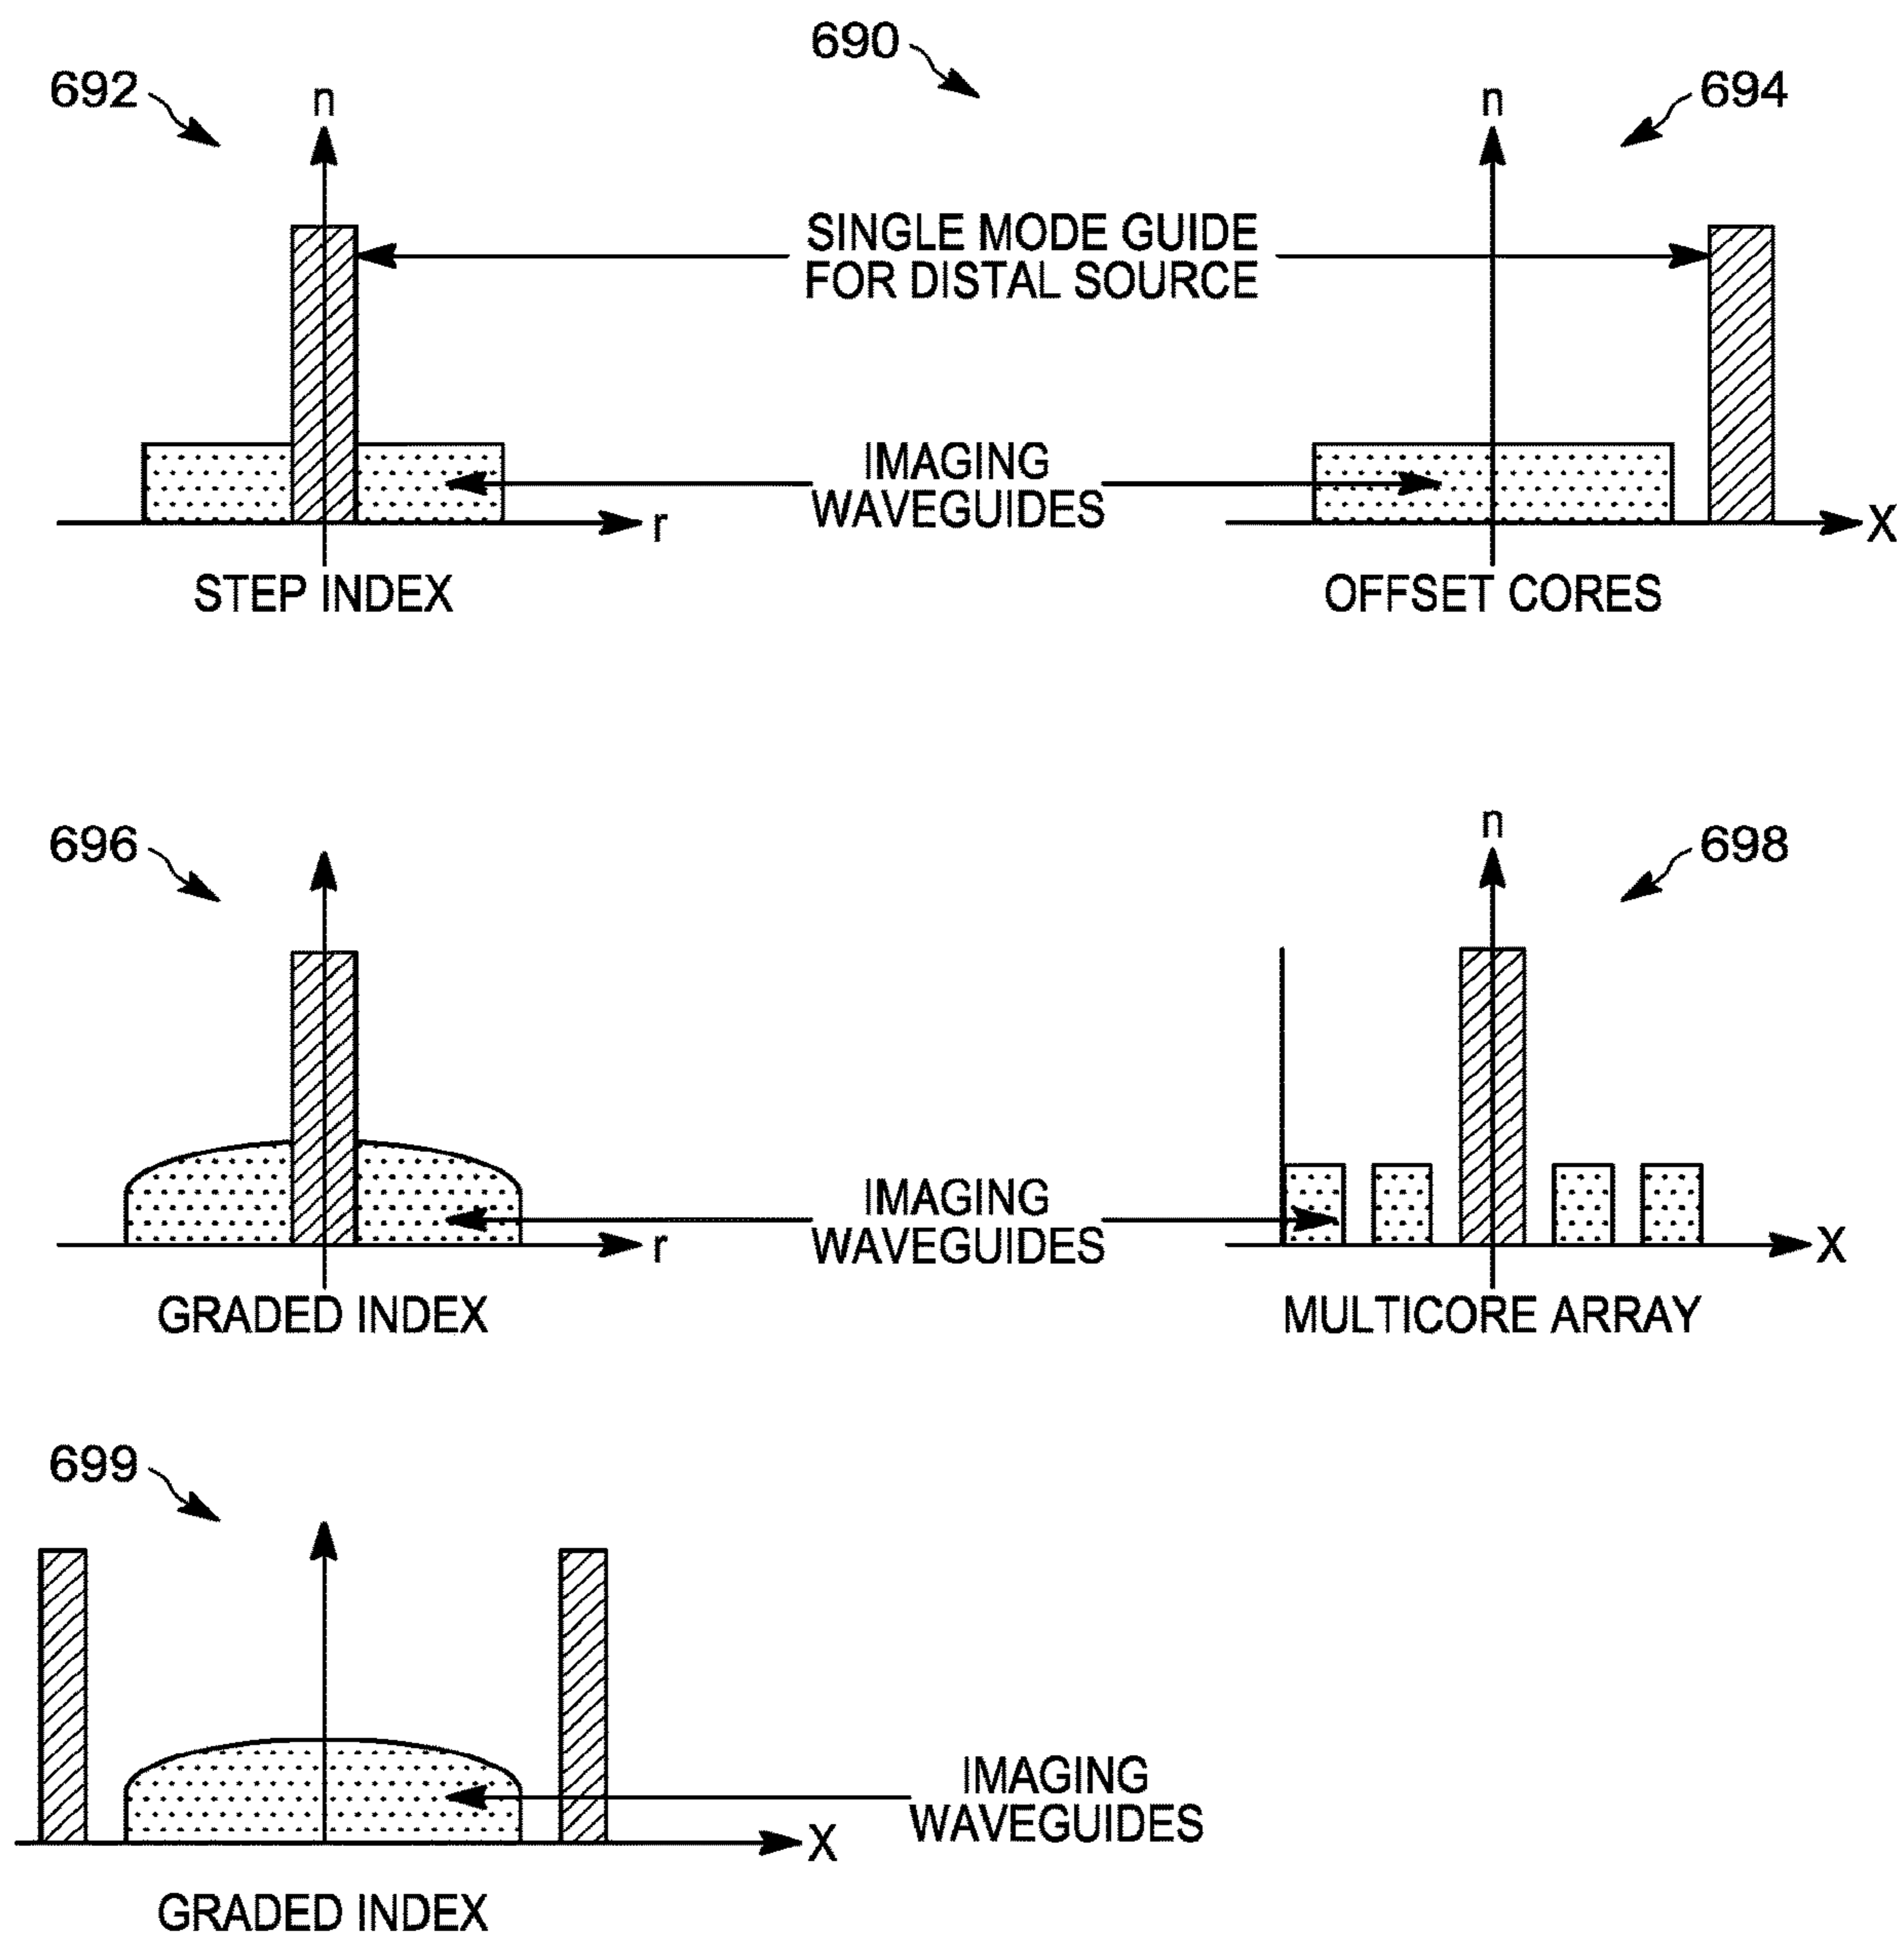 690
692
n
n
694
SINGLE MODE GUIDE
FOR DISTAL SOURCE
IMAGING
WAVEGUIDES
r
X
STEP INDEX
OFFSET CORES
696
n
698
IMAGING
WAVEGUIDES
r
X
GRADED INDEX
MULTICORE ARRAY
699
IMAGING
WAVEGUIDES
X
GRADED INDEX